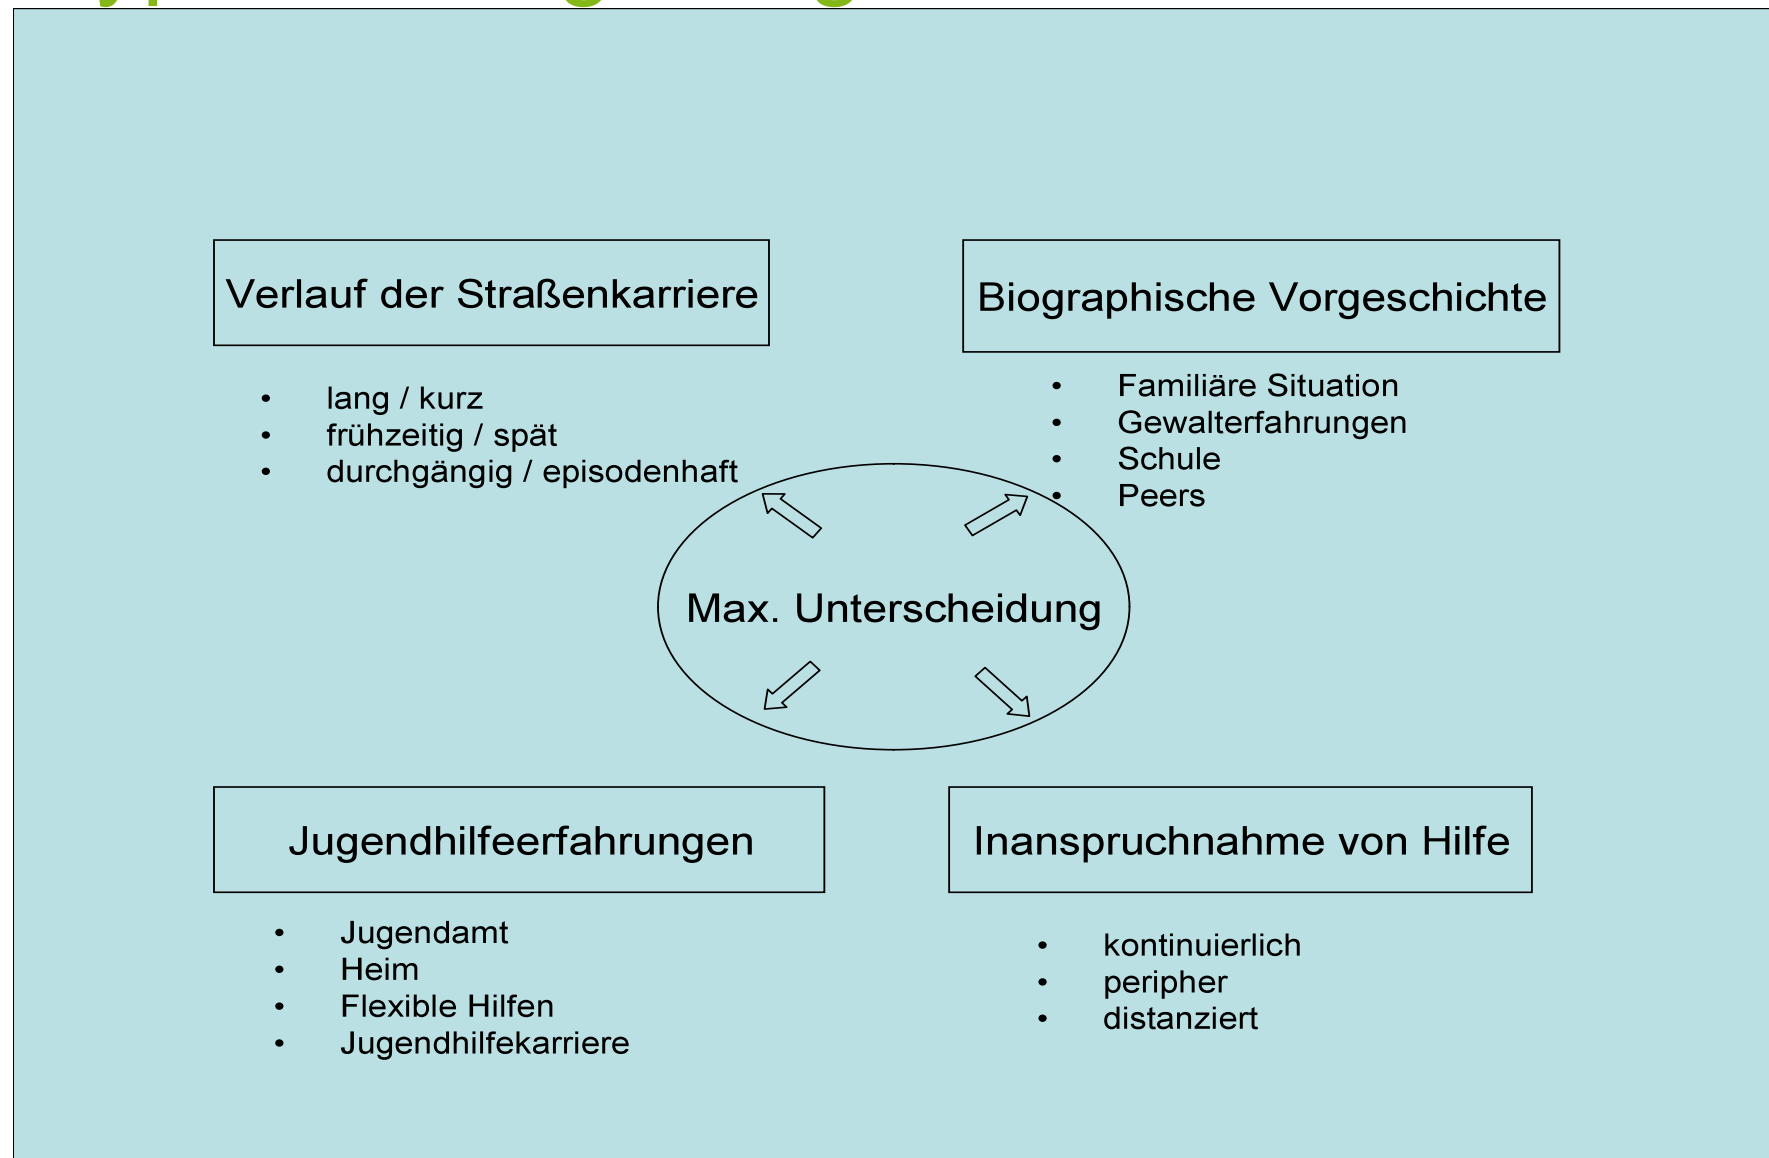 Verlauf der Straßenkarriere
• lang / kurz
• frühzeitig / spät
• durchgängig / episodenhaft
Biographische Vorgeschichte
• Familiäre Situation
• Gewalterfahrungen
• Schule
• Peers
Max. Unterscheidung
Jugendhilfeerfahrungen
• Jugendamt
• Heim
• Flexible Hilfen
• Jugendhilfekarriere
Inanspruchnahme von Hilfe
• kontinuierlich
• peripher
• distanziert